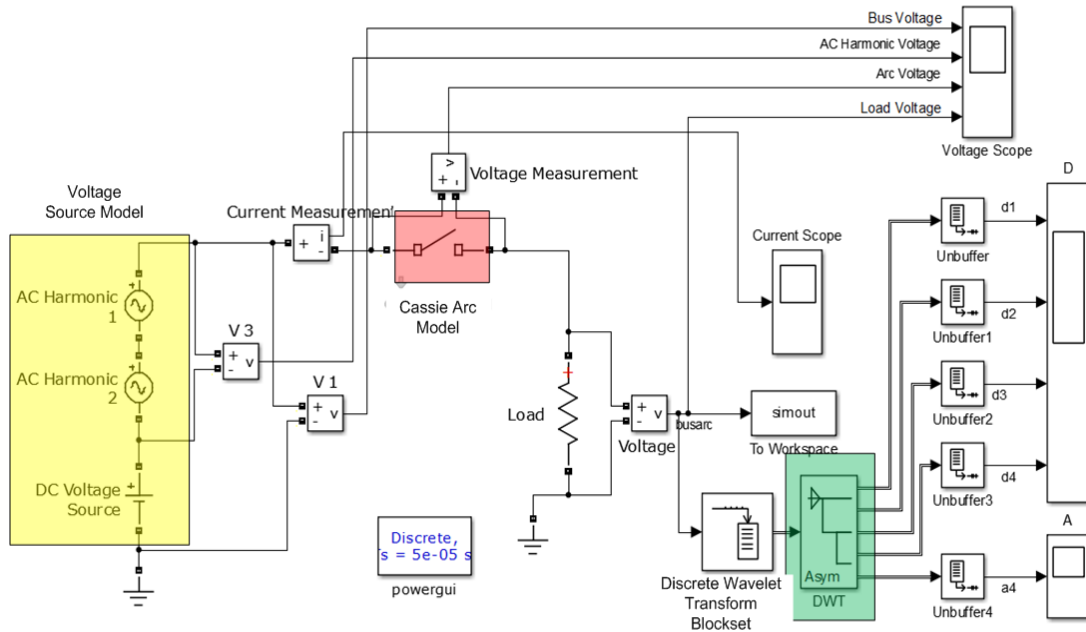 Bus Voltage
AC Harmonic Voltage
Arc Voltage
Load Voltage
Voltage Scope
D
Voltage
Source Model
Current Measuremen'
Voltage Measurement
+ -
v
i
+ -
Cassie Arc
Model
Current Scope
d1
Unbuffer
AC Harmonic
1
V 3
+
- v
d2
Unbuffer1
AC Harmonic
2
V 1
+
- v
d3
Unbuffer2
Load
+
- v
Voltage
busarc
simout
To Workspace
d4
Unbuffer3
DC Voltage
Source
Discrete,
's = 5e-05 s
powergui
Discrete Wavelet
Transform
Blockset
Asym
DWT
A
a4
Unbuffer4